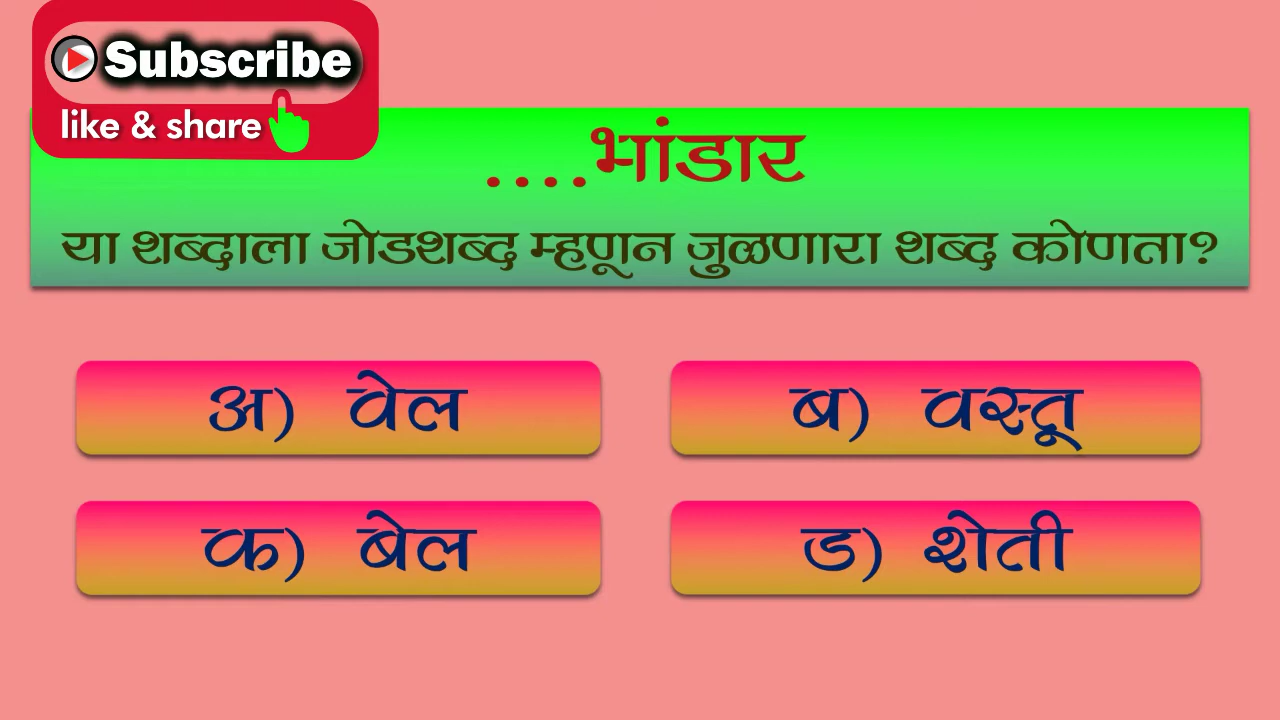 Subscribe
like & share
....भांडार
या शब्दाला जोडशब्द म्हणून जुळणारा शब्द कोणता?
अ) वेल
ब) वस्तू
क) बेल
ड) शेती